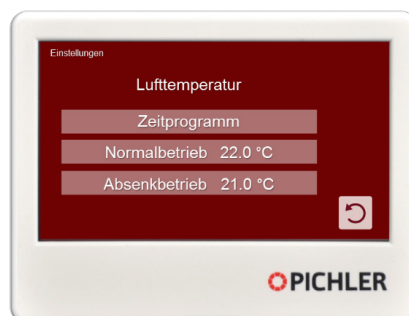 Einstellungen
Lufttemperatur
Zeitprogramm
Normalbetrieb 22.0 °C
Absenkbetrieb 21.0 °C
PICHLER